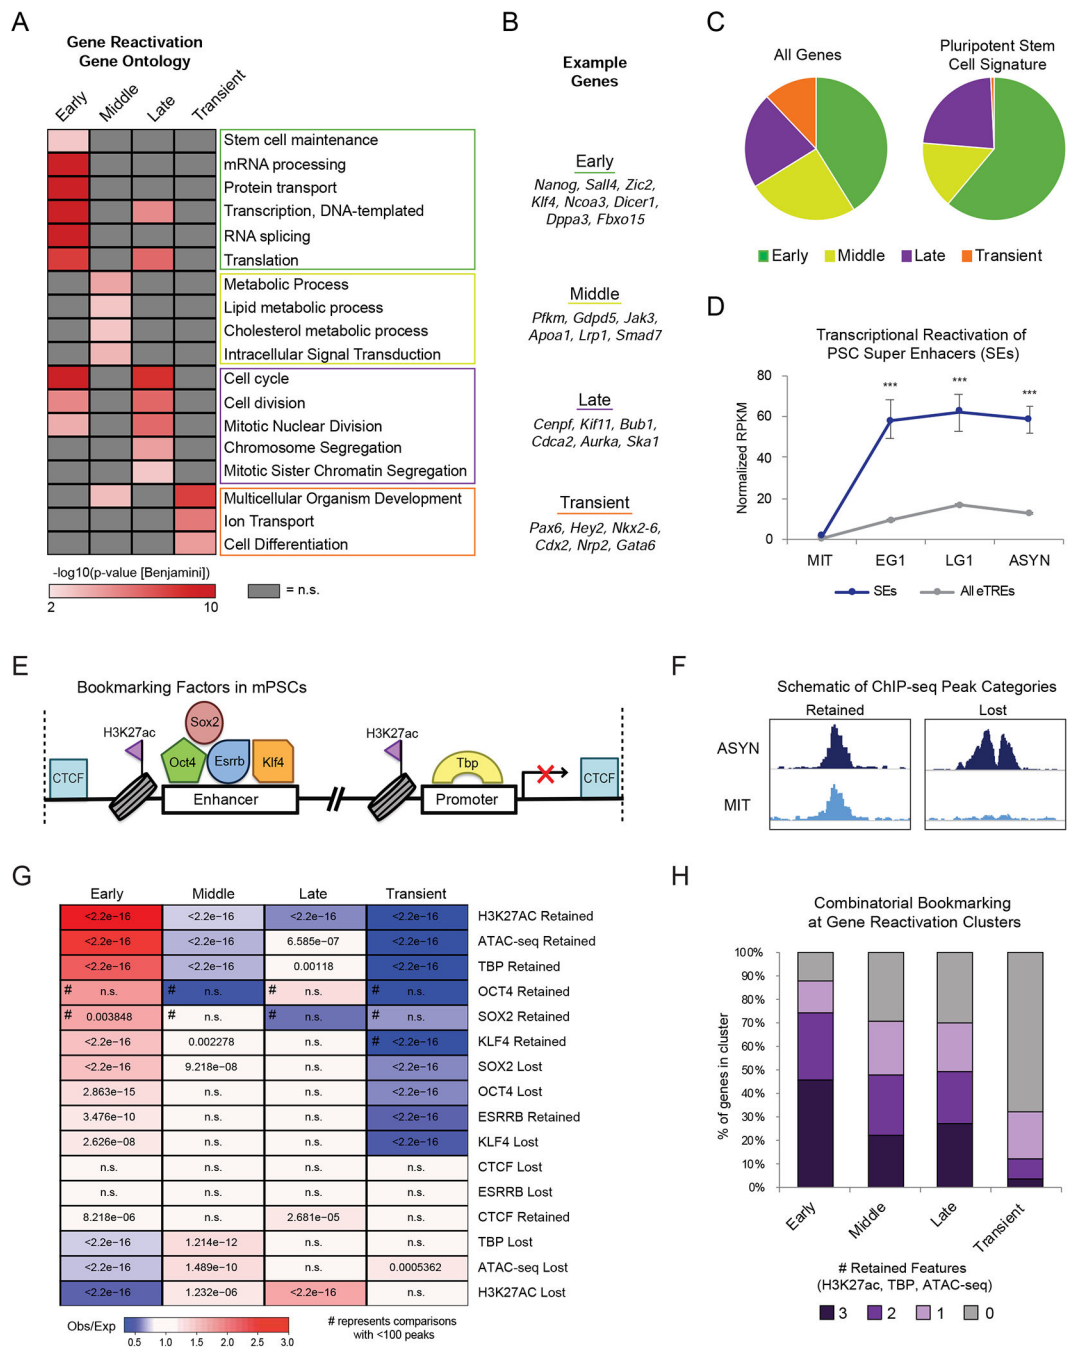 A
Gene Reactivation
Gene Ontology
Early
Middle
Late
Transient
Stem cell maintenance
mRNA processing
Protein transport
Transcription, DNA-templated
RNA splicing
Translation
Metabolic Process
Lipid metabolic process
Cholesterol metabolic process
Intracellular Signal Transduction
Cell cycle
Cell division
Mitotic Nuclear Division
Chromosome Segregation
Mitotic Sister Chromatin Segregation
Multicellular Organism Development
Ion Transport
Cell Differentiation
-log10(p-value [Benjamini])
2 10
= n.s.
B
Example
Genes
Early
Nanog, Sall4, Zic2,
Klf4, Ncoa3, Dicer1,
Dppa3, Fbxo15
Middle
Pfkm, Gdpd5, Jak3,
Apoa1, Lrp1, Smad7
Late
Cenpf, Kif11, Bub1,
Cdca2, Aurka, Ska1
Transient
Pax6, Hey2, Nkx2-6,
Cdx2, Nrp2, Gata6
C
All Genes
Pluripotent Stem
Cell Signature
Early Middle Late Transient
D
Transcriptional Reactivation of
PSC Super Enhacers (SEs)
Normalized RPKM
80
60
40
20
0
***
***
***
MIT EG1 LG1 ASYN
SEs All eTREs
E
Bookmarking Factors in mPSCs
CTCF
H3K27ac
Sox2
Oct4
Esrrb
Klf4
Enhancer
H3K27ac
Tbp
Promoter
CTCF
F
Schematic of ChIP-seq Peak Categories
Retained Lost
ASYN
MIT
G
Early Middle Late Transient
<2.2e-16 <2.2e-16 <2.2e-16 <2.2e-16 H3K27AC Retained
<2.2e-16 <2.2e-16 6.585e-07 <2.2e-16 ATAC-seq Retained
<2.2e-16 <2.2e-16 0.00118 <2.2e-16 TBP Retained
# n.s. # n.s. # n.s. # n.s. OCT4 Retained
# 0.003848 # n.s. # n.s. # n.s. SOX2 Retained
<2.2e-16 0.002278 n.s. # <2.2e-16 KLF4 Retained
<2.2e-16 9.218e-08 n.s. <2.2e-16 SOX2 Lost
2.863e-15 n.s. n.s. <2.2e-16 OCT4 Lost
3.476e-10 n.s. n.s. <2.2e-16 ESRRB Retained
2.626e-08 n.s. n.s. <2.2e-16 KLF4 Lost
n.s. n.s. n.s. n.s. CTCF Lost
n.s. n.s. n.s. n.s. ESRRB Lost
8.218e-06 n.s. 2.681e-05 n.s. CTCF Retained
<2.2e-16 1.214e-12 n.s. n.s. TBP Lost
<2.2e-16 1.489e-10 n.s. 0.0005362 ATAC-seq Lost
<2.2e-16 1.232e-06 <2.2e-16 n.s. H3K27AC Lost
Obs/Exp
0.5 1.0 1.5 2.0 2.5 3.0
# represents comparisons
with <100 peaks
H
Combinatorial Bookmarking
at Gene Reactivation Clusters
% of genes in cluster
100%
90%
80%
70%
60%
50%
40%
30%
20%
10%
0%
Early
Middle
Late
Transient
# Retained Features
(H3K27ac, TBP, ATAC-seq)
3 2 1 0